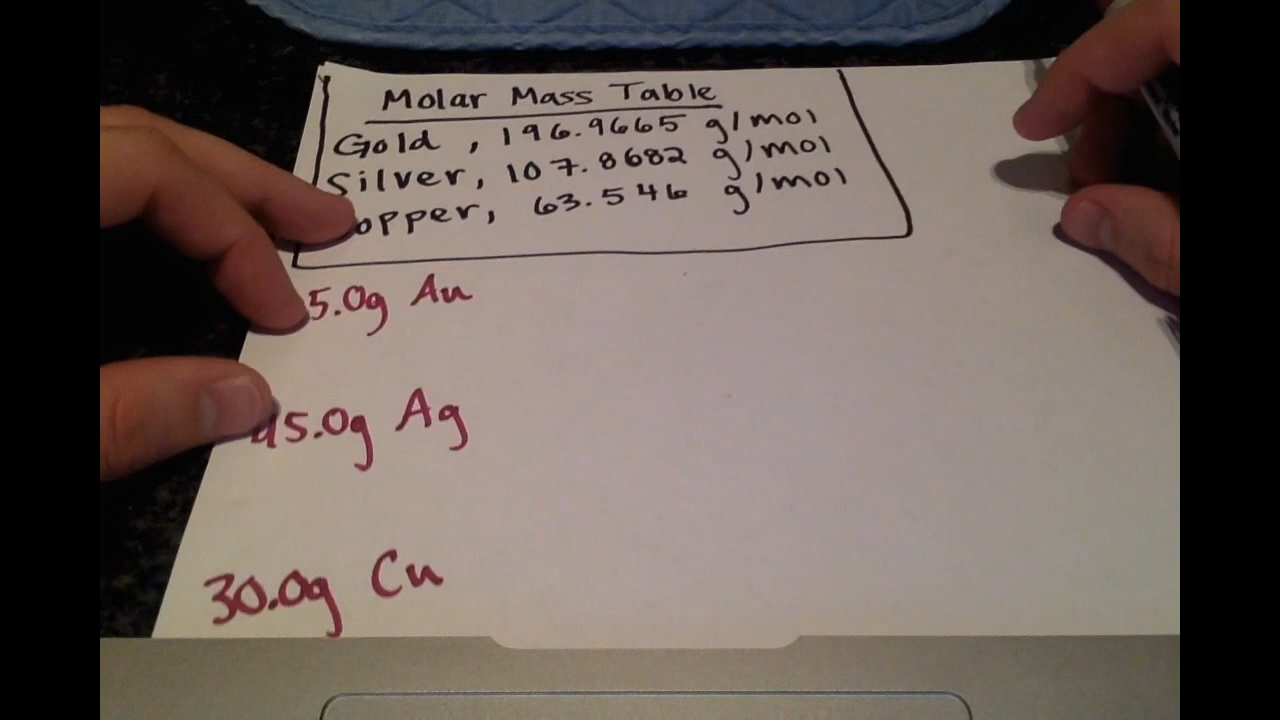 Molar Mass Table
Gold, 196.9665 g/mol
Silver, 107.8682 g/mol
opper, 63.546 g/mol
5.0g Au
5.0g Ag
30.0g Cu